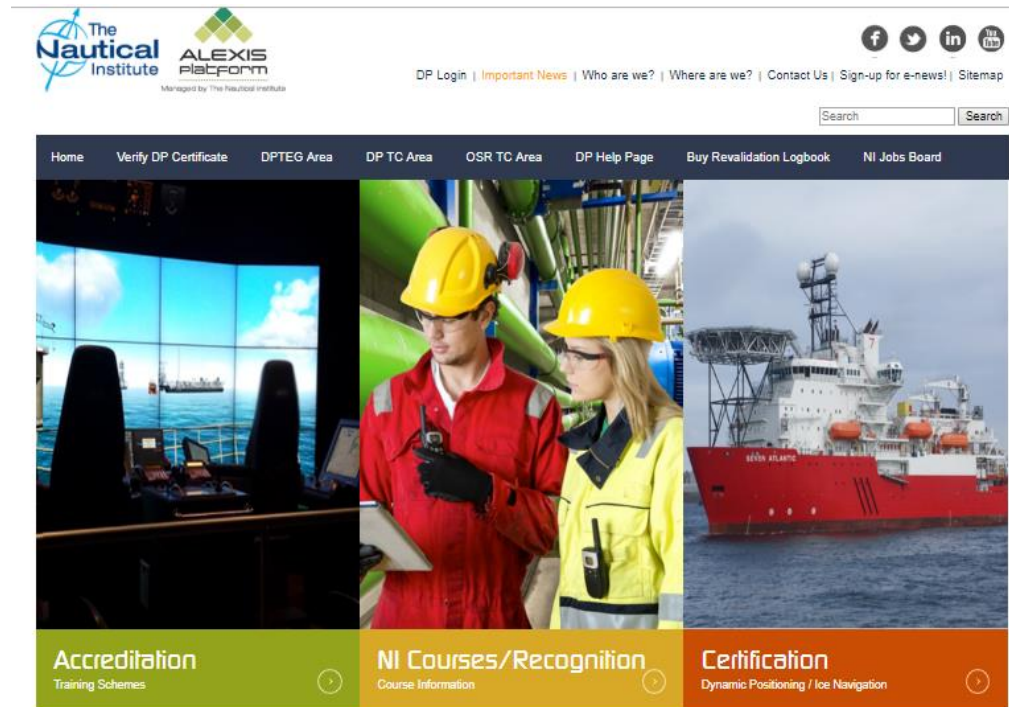 The Nautical Institute
ALEXIS
PLATFORM
Managed by The Nautical Institute
You Tube
DP Login | Important News | Who are we? | Where are we? | Contact Us | Sign-up for e-news! | Sitemap
Search Search
Home Verify DP Certificate DPTEG Area DP TC Area OSR TC Area DP Help Page Buy Revalidation Logbook NI Jobs Board
7
SEVEN ATLANTIC
Accreditation
Training Schemes
NI Courses/Recognition
Course Information
Certification
Dynamic Positioning / Ice Navigation